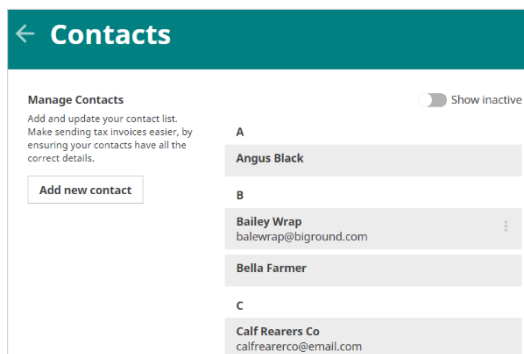 Contacts
Manage Contacts
Add and update your contact list.
Make sending tax invoices easier, by
ensuring your contacts have all the
correct details.
Add new contact
Show inactive
A
Angus Black
B
Bailey Wrap
balewrap@biground.com
Bella Farmer
C
Calf Rearers Co
calfrearerco@email.com